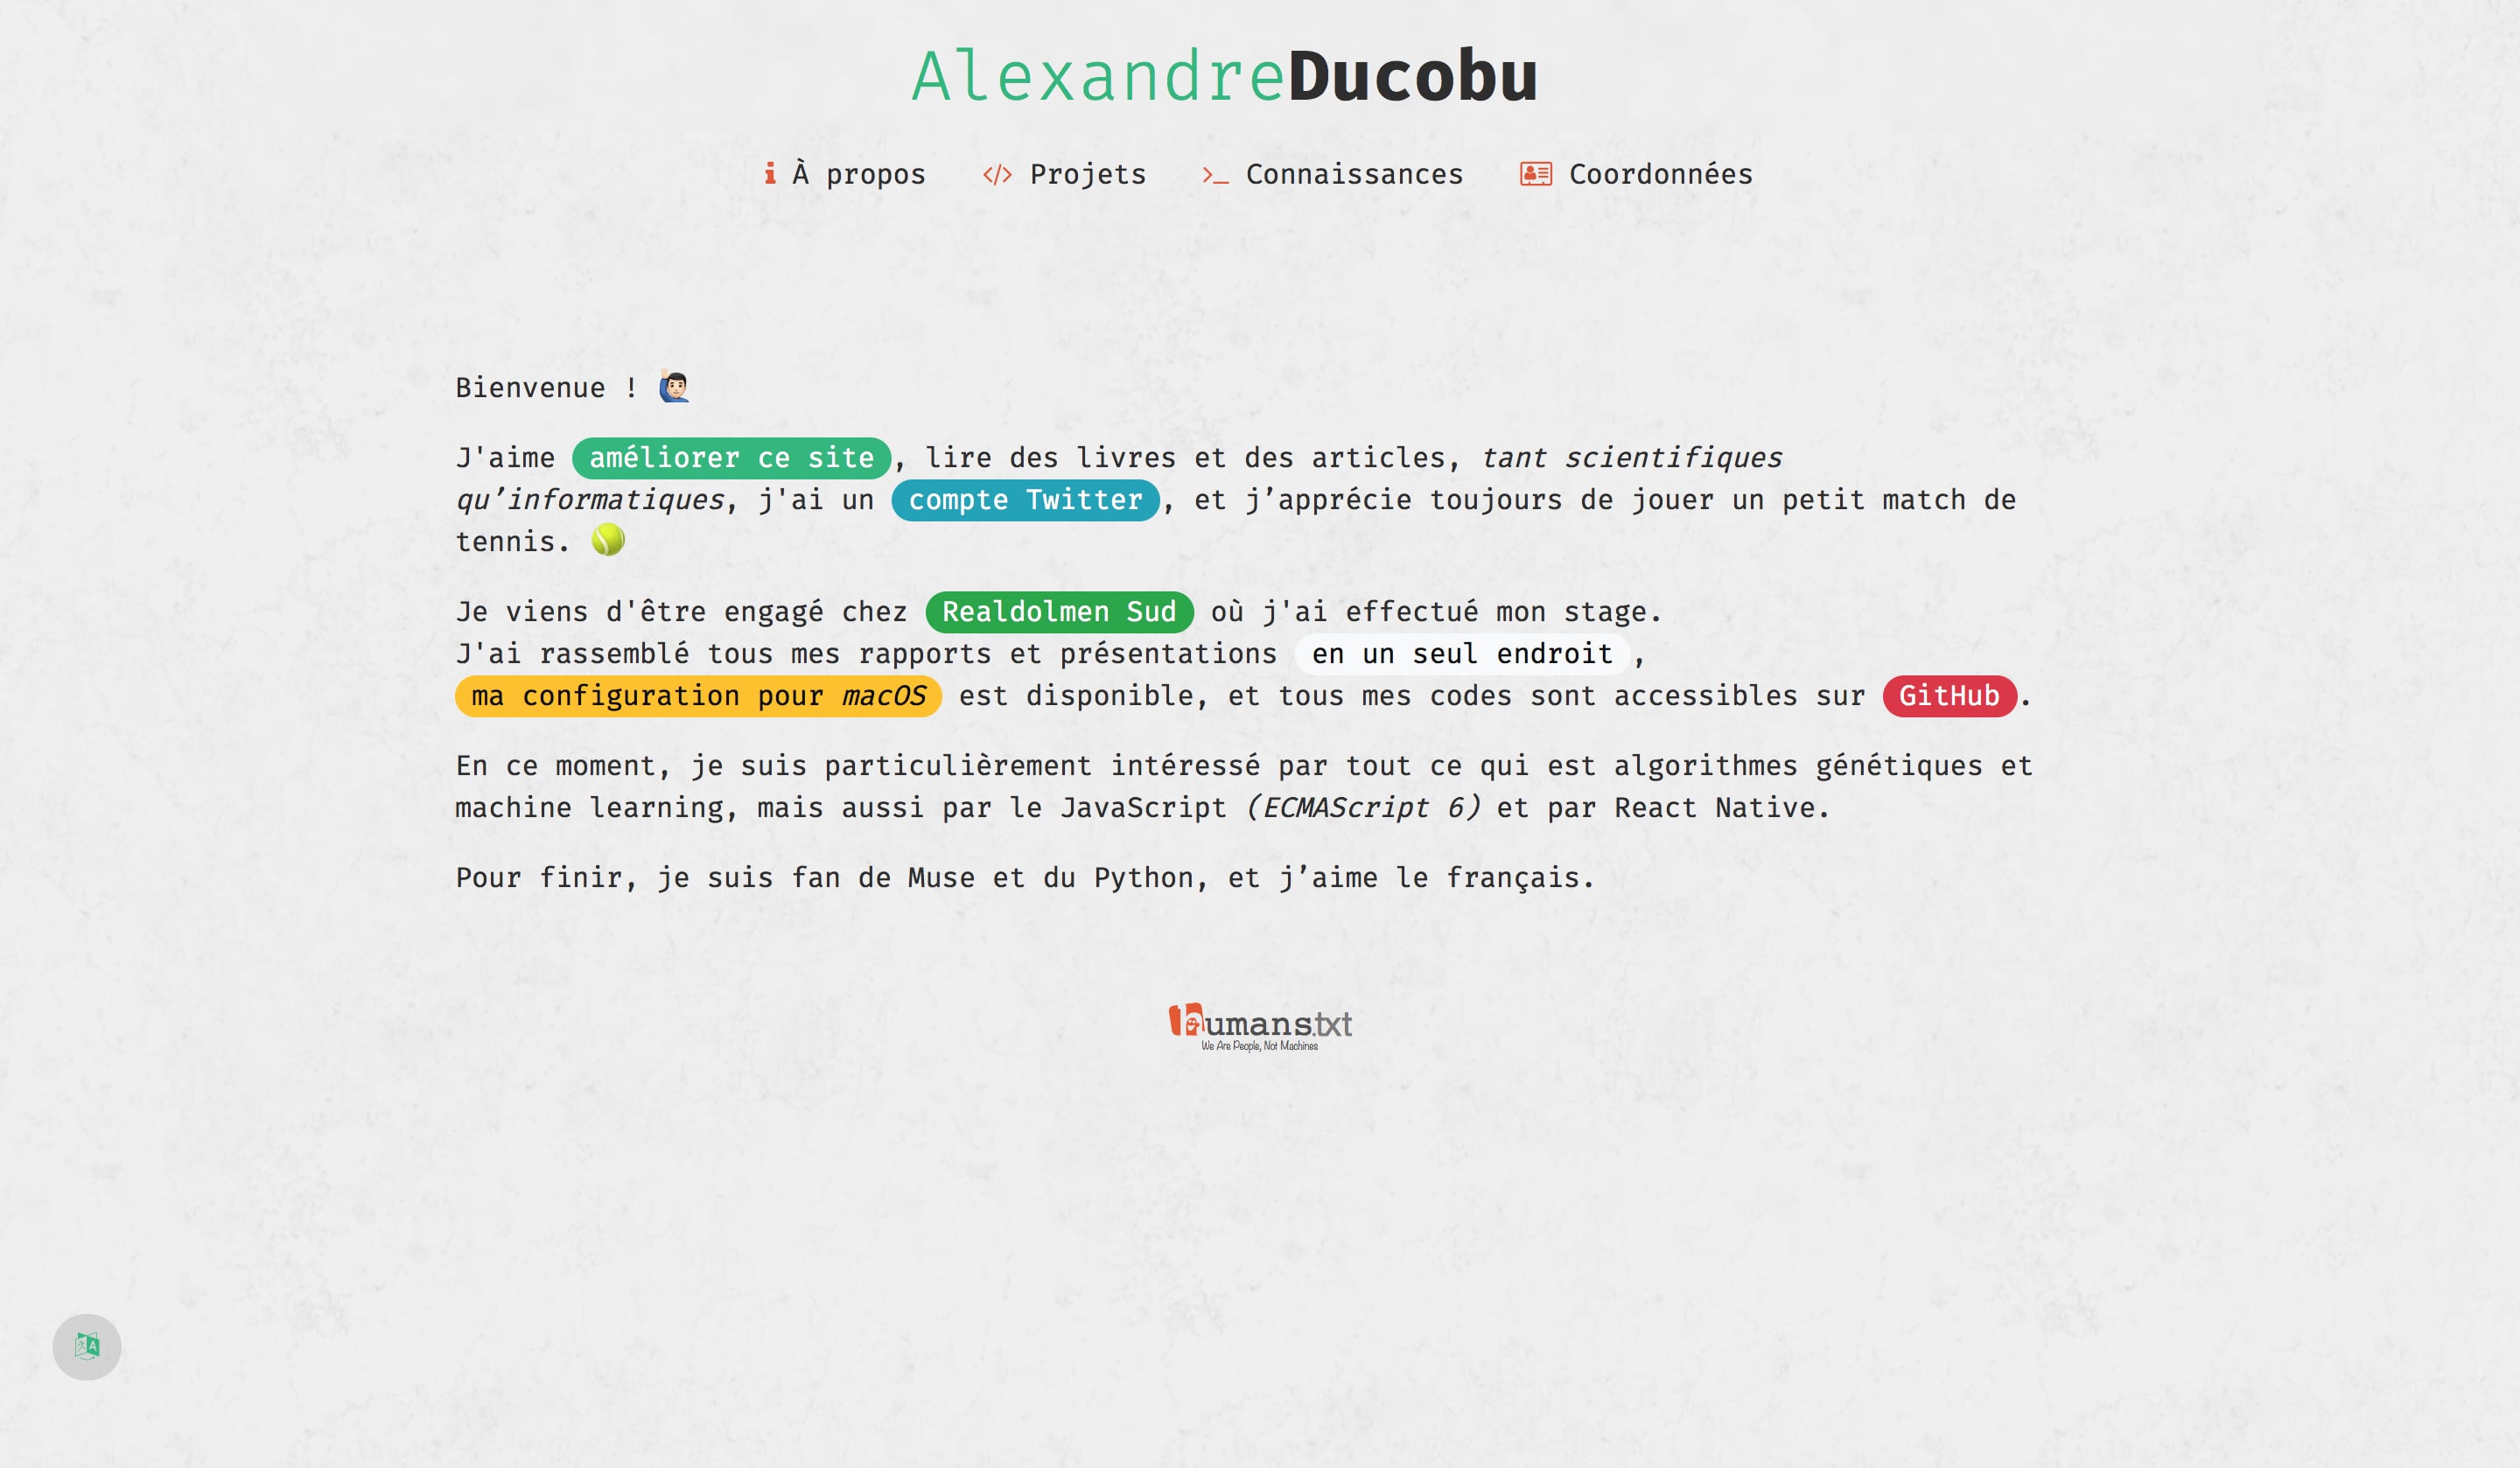 AlexandreDucobu
À propos Projets Connaissances Coordonnées
Bienvenue ! 🙋🏻‍♂️
J'aime améliorer ce site, lire des livres et des articles, tant scientifiques
qu’informatiques, j'ai un compte Twitter, et j’apprécie toujours de jouer un petit match de
tennis. 🎾
Je viens d'être engagé chez Realdolmen Sud où j'ai effectué mon stage.
J'ai rassemblé tous mes rapports et présentations en un seul endroit,
ma configuration pour macOS est disponible, et tous mes codes sont accessibles sur GitHub.
En ce moment, je suis particulièrement intéressé par tout ce qui est algorithmes génétiques et
machine learning, mais aussi par le JavaScript (ECMAScript 6) et par React Native.
Pour finir, je suis fan de Muse et du Python, et j’aime le français.
humans.txt
We Are People, Not Machines